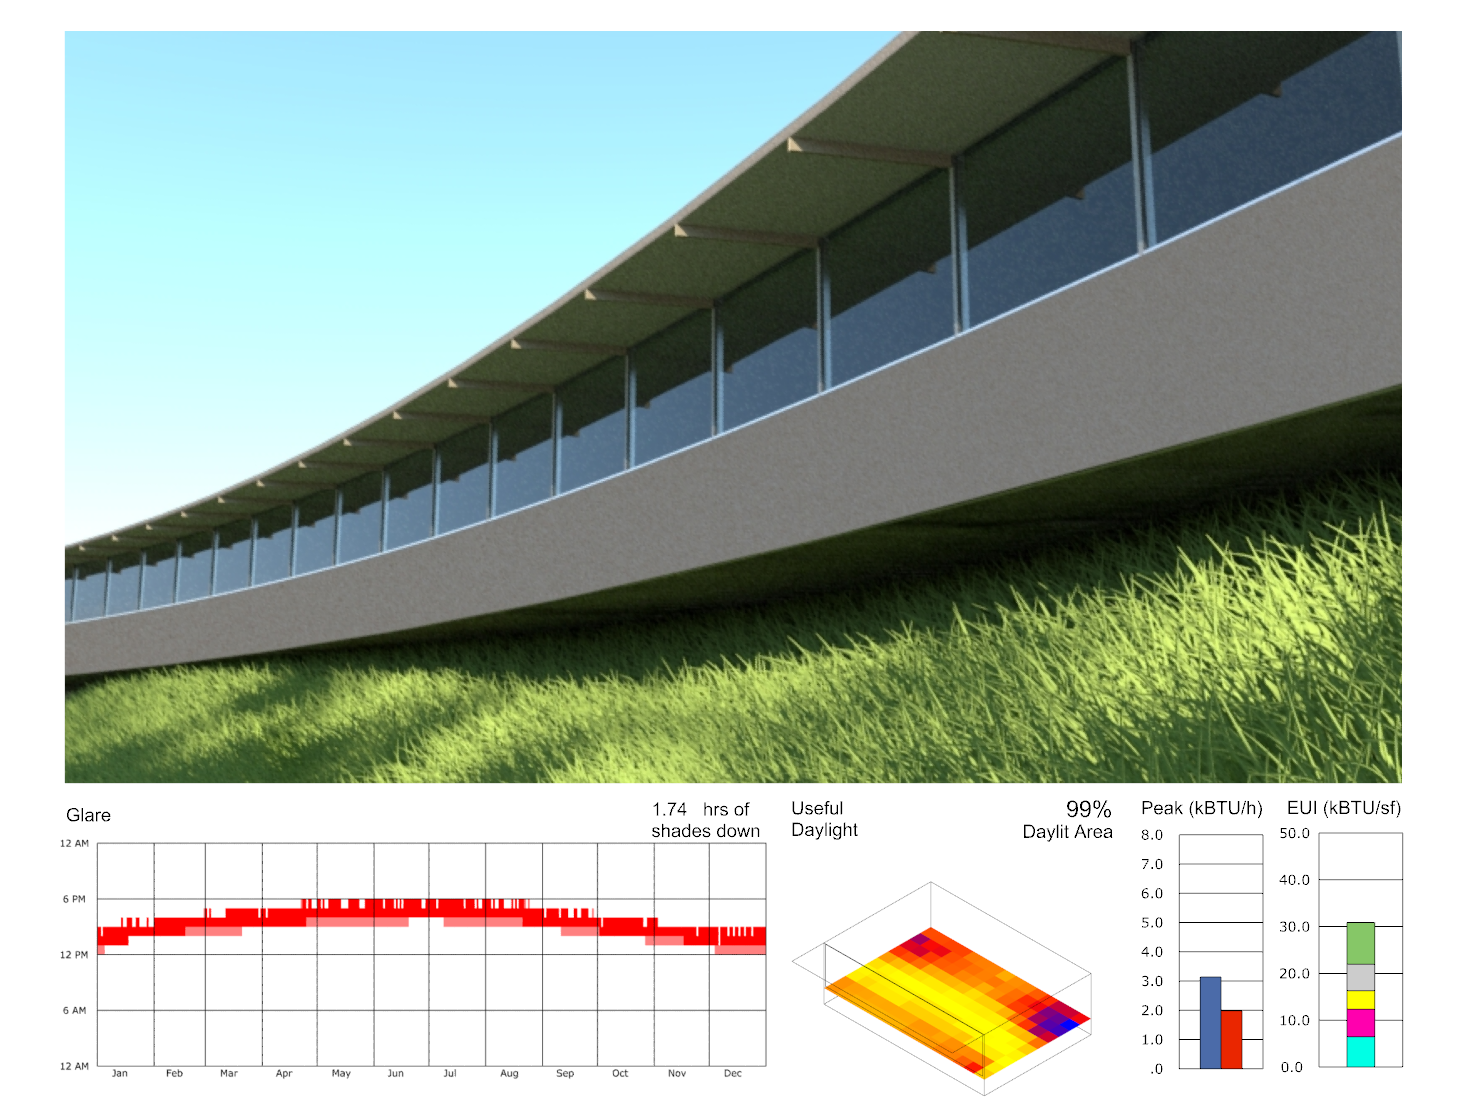 Glare
1.74 hrs of
shades down
12 AM
6 PM
12 PM
6 AM
12 AM
Jan Feb Mar Apr May Jun Jul Aug Sep Oct Nov Dec
Useful
Daylight
99%
Daylit Area
Peak (kBTU/h)
8.0
7.0
6.0
5.0
4.0
3.0
2.0
1.0
.0
EUI (kBTU/sf)
50.0
40.0
30.0
20.0
10.0
0.0